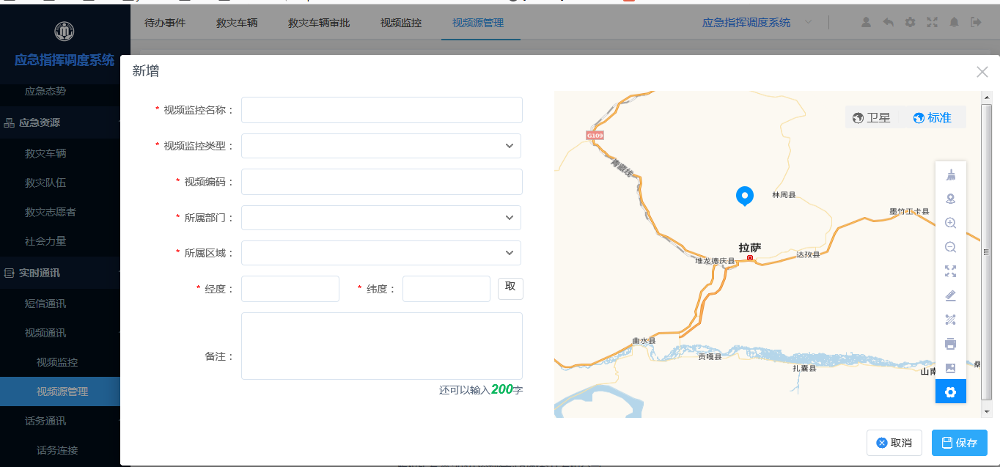 待办事件
救灾车辆
救灾车辆审批
视频监控
视频源管理
应急指挥调度系统
应急指挥调度系统
应急态势
应急资源
救灾车辆
救灾队伍
救灾志愿者
社会力量
实时通讯
短信通讯
视频通讯
视频监控
视频源管理
话务通讯
话务连接
新增
* 视频监控名称：
* 视频监控类型：
* 视频编码：
* 所属部门：
* 所属区域：
* 经度：
* 纬度：
取
备注：
还可以输入200字
卫星
标准
G109
青藏线
林周县
墨竹工卡县
拉萨
堆龙德庆县
达孜县
曲水县
贡嘎县
扎囊县
山南
桑
取消
保存